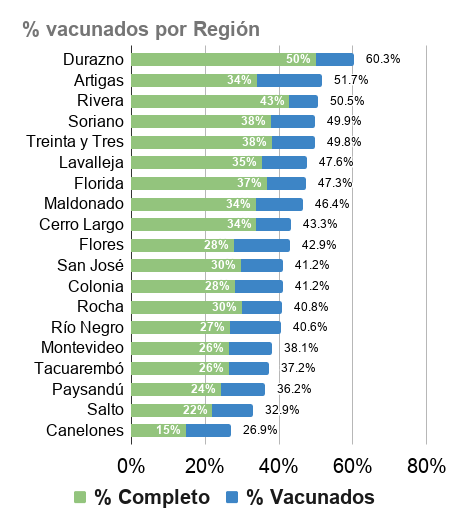 % vacunados por Región
Durazno 50% 60.3%
Artigas 34% 51.7%
Rivera 43% 50.5%
Soriano 38% 49.9%
Treinta y Tres 38% 49.8%
Lavalleja 35% 47.6%
Florida 37% 47.3%
Maldonado 34% 46.4%
Cerro Largo 34% 43.3%
Flores 28% 42.9%
San José 30% 41.2%
Colonia 28% 41.2%
Rocha 30% 40.8%
Río Negro 27% 40.6%
Montevideo 26% 38.1%
Tacuarembó 26% 37.2%
Paysandú 24% 36.2%
Salto 22% 32.9%
Canelones 15% 26.9%
0% 20% 40% 60% 80%
% Completo % Vacunados